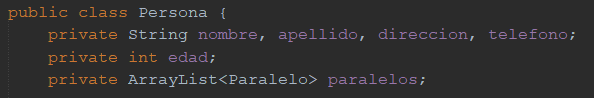 public class Persona {
private String nombre, apellido, direccion, telefono;
private int edad;
private ArrayList<Paralelo> paralelos;